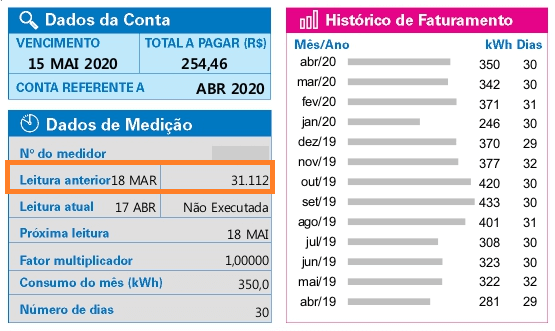 Dados da Conta
VENCIMENTO TOTAL A PAGAR (R$)
15 MAI 2020 254,46
CONTA REFERENTE A ABR 2020
Dados de Medição
Nº do medidor
Leitura anterior 18 MAR 31.112
Leitura atual 17 ABR Não Executada
Próxima leitura 18 MAI
Fator multiplicador 1,00000
Consumo do mês (kWh) 350,0
Número de dias 30
Histórico de Faturamento
Mês/Ano kWh Dias
abr/20 350 30
mar/20 342 30
fev/20 371 31
jan/20 246 30
dez/19 370 29
nov/19 377 32
out/19 420 30
set/19 433 30
ago/19 401 31
jul/19 308 30
jun/19 323 30
mai/19 322 32
abr/19 281 29